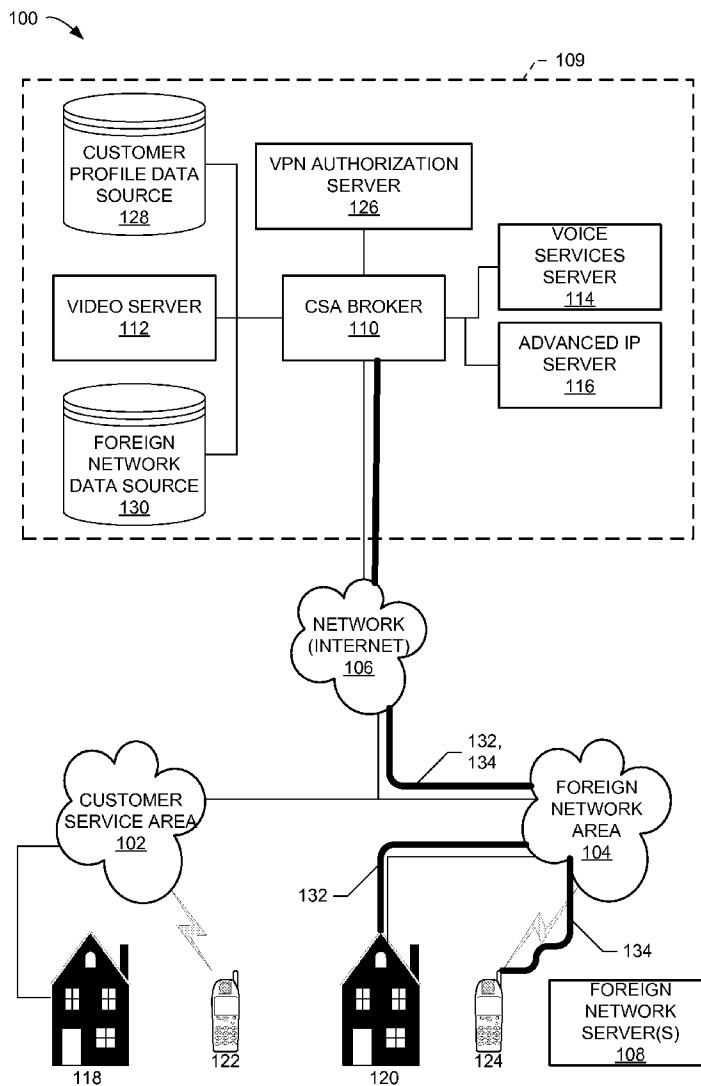 100
109
CUSTOMER
PROFILE DATA
SOURCE
128
VPN AUTHORIZATION
SERVER
126
VOICE
SERVICES
SERVER
114
VIDEO SERVER
112
CSA BROKER
110
ADVANCED IP
SERVER
116
FOREIGN
NETWORK
DATA SOURCE
130
NETWORK
(INTERNET)
106
132,
134
CUSTOMER
SERVICE AREA
102
FOREIGN
NETWORK
AREA
104
132
134
FOREIGN
NETWORK
SERVER(S)
108
118
122
120
124